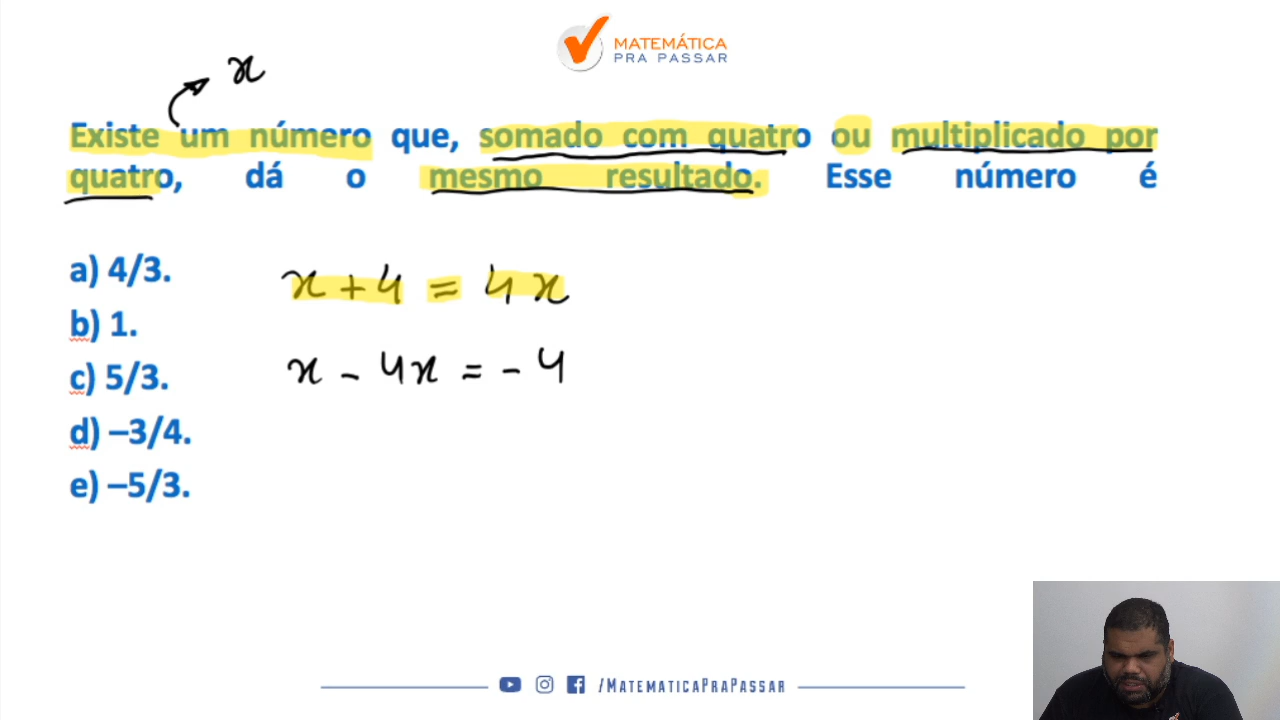 MATEMÁTICA
PRA PASSAR
x
Existe um número que, somado com quatro ou multiplicado por
quatro, dá o mesmo resultado. Esse número é
a) 4/3.
x + 4 = 4x
b) 1.
c) 5/3.
x - 4x = - 4
d) –3/4.
e) –5/3.
/MATEMATICAPRAPASSAR